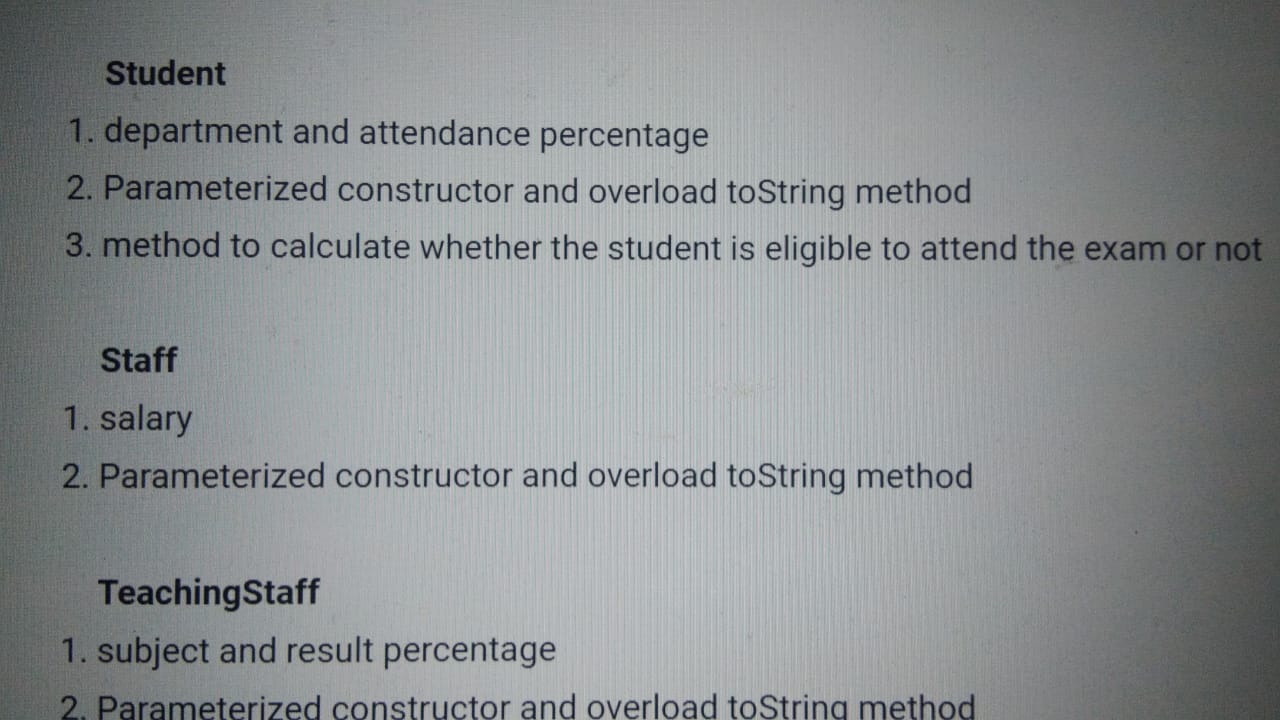 Student
1. department and attendance percentage
2. Parameterized constructor and overload toString method
3. method to calculate whether the student is eligible to attend the exam or not
Staff
1. salary
2. Parameterized constructor and overload toString method
TeachingStaff
1. subject and result percentage
2. Parameterized constructor and overload toString method